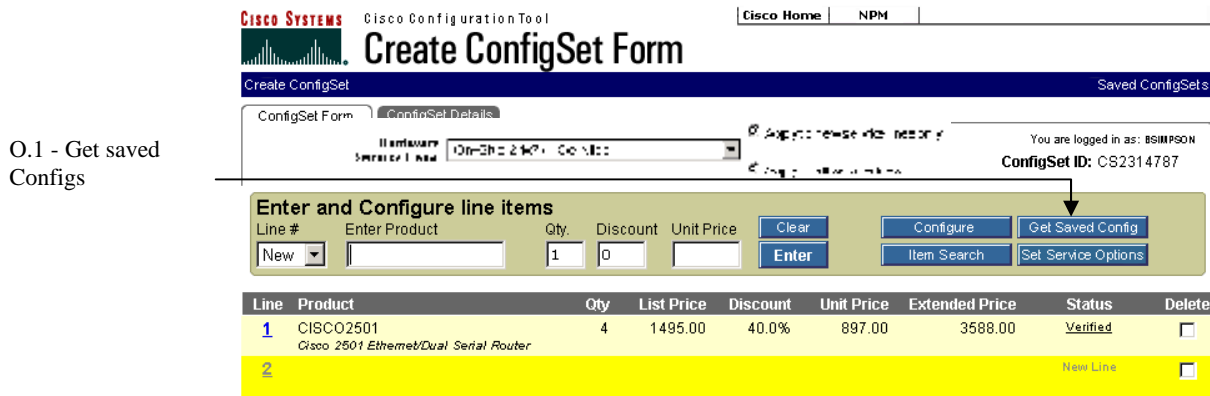 CISCO SYSTEMS
Cisco Configuration Tool
Cisco Home
NPM
Create ConfigSet Form
Create ConfigSet
Saved ConfigSets
ConfigSet Form
ConfigSet Details
O.1 - Get saved
Configs
Hardware
You are logged in as: BSIMPSON
ConfigSet ID: CS2314787
Enter and Configure line items
Line #
Enter Product
Qty.
Discount
Unit Price
Clear
Configure
Get Saved Config
New
1
0
Enter
Item Search
Set Service Options
Line Product Qty List Price Discount Unit Price Extended Price Status Delete
1 CISCO2501 4 1495.00 40.0% 897.00 3588.00 Verified
Cisco 2501 Ethernet/Dual Serial Router
2 New Line